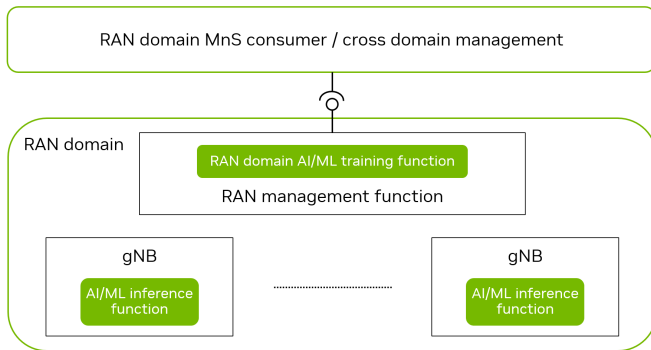 RAN domain MnS consumer / cross domain management
RAN domain
RAN domain AI/ML training function
RAN management function
gNB
AI/ML inference
function
gNB
AI/ML inference
function